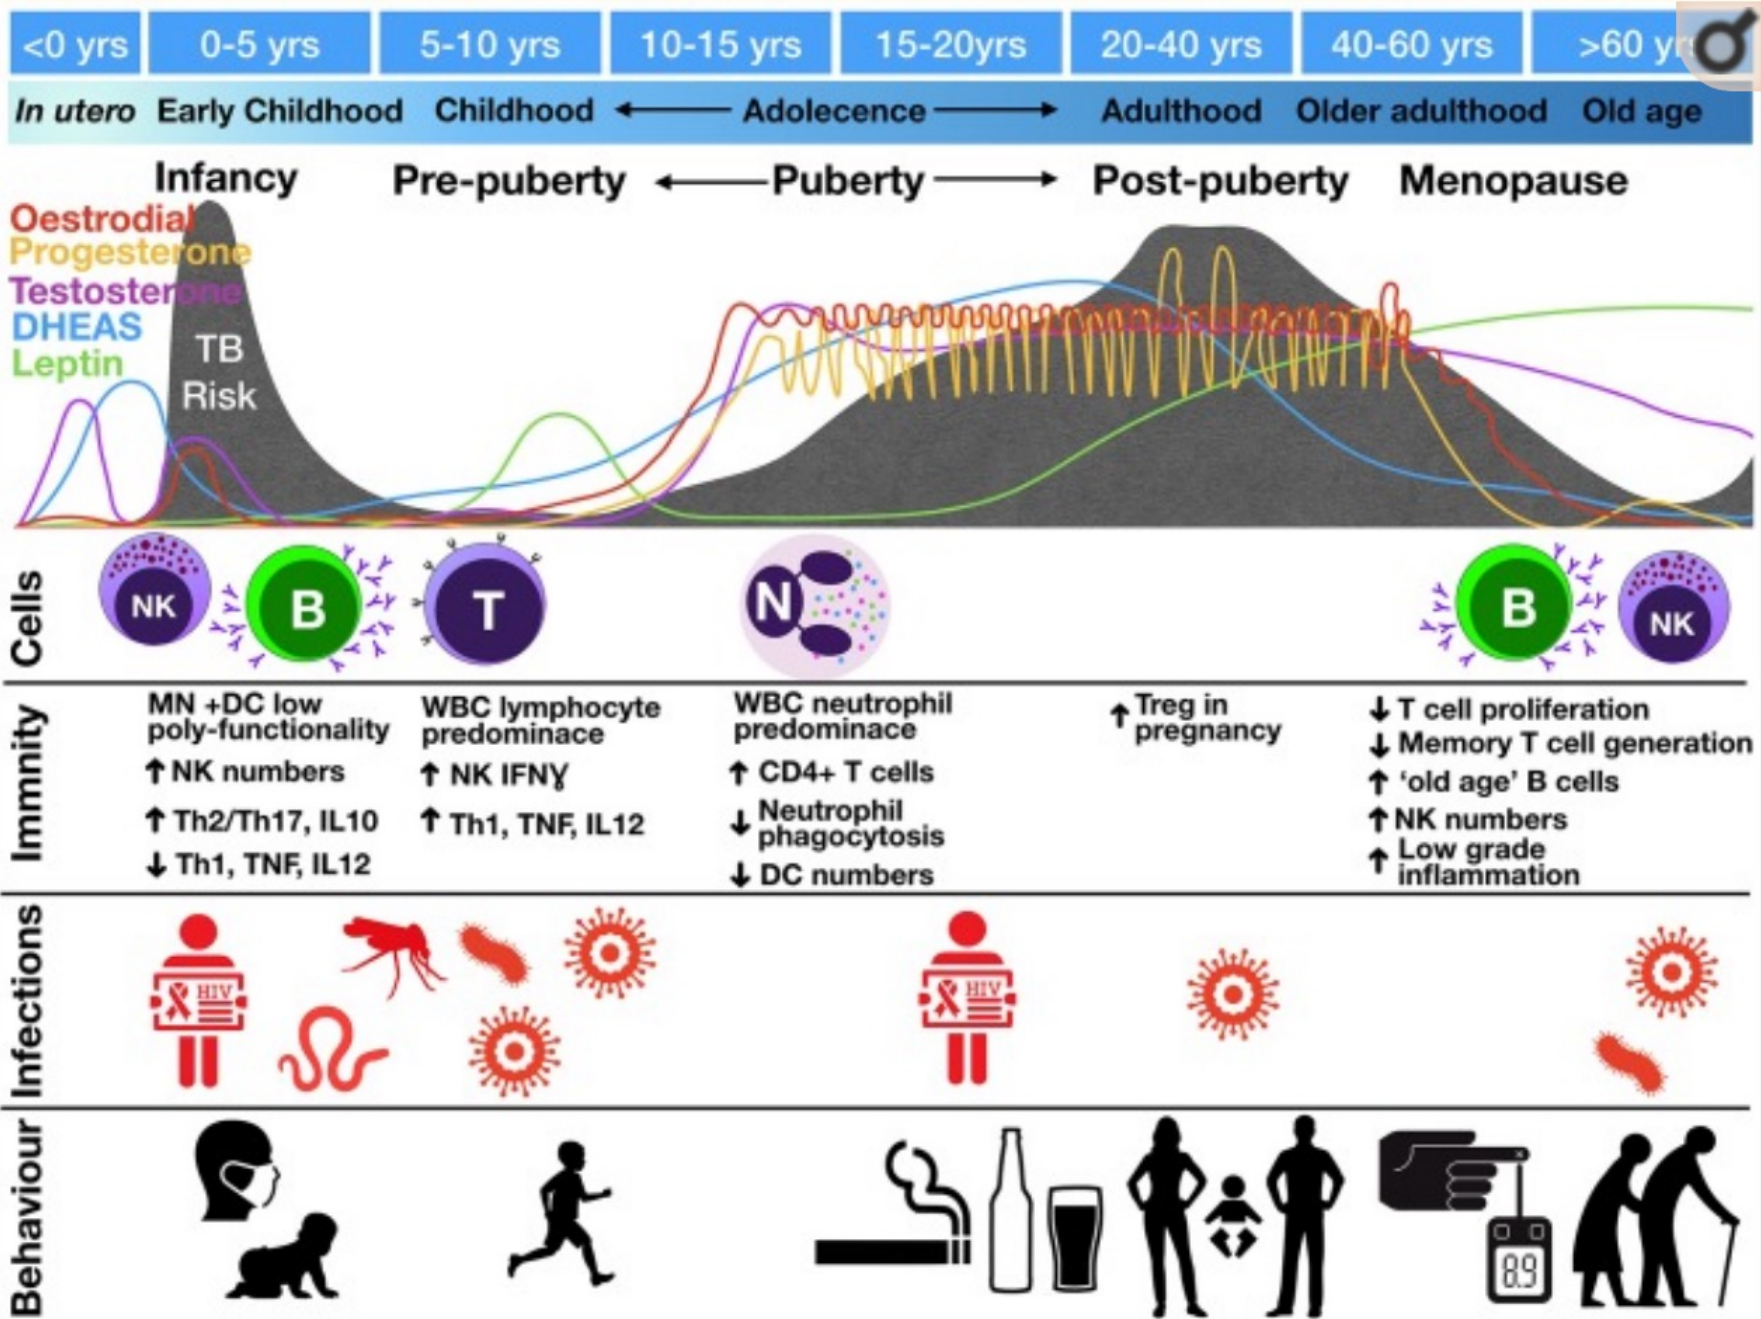 <0 yrs
0-5 yrs
5-10 yrs
10-15 yrs
15-20yrs
20-40 yrs
40-60 yrs
>60 yrs
In utero
Early Childhood
Childhood
Adolecence
Adulthood
Older adulthood
Old age
Infancy
Pre-puberty
Puberty
Post-puberty
Menopause
Oestrodial
Progesterone
Testosterone
DHEAS
Leptin
TB
Risk
Cells
NK
B
T
N
B
NK
Immnity
MN +DC low
poly-functionality
↑ NK numbers
↑ Th2/Th17, IL10
↓ Th1, TNF, IL12
WBC lymphocyte
predominace
↑ NK IFNɣ
↑ Th1, TNF, IL12
WBC neutrophil
predominace
↑ CD4+ T cells
↓ Neutrophil
phagocytosis
↓ DC numbers
↑ Treg in
pregnancy
↓ T cell proliferation
↓ Memory T cell generation
↑ ‘old age’ B cells
↑ NK numbers
↑ Low grade
inflammation
Infections
HIV
HIV
Behaviour
8.9